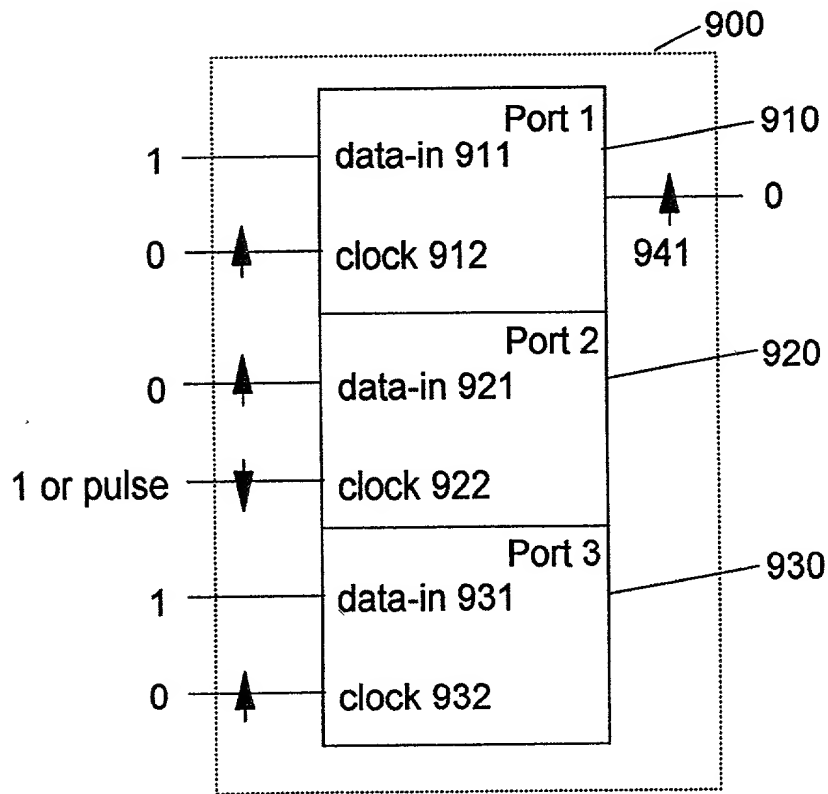 900
Port 1
910
1
data-in 911
0
0
clock 912
941
Port 2
920
0
data-in 921
1 or pulse
clock 922
Port 3
930
1
data-in 931
0
clock 932